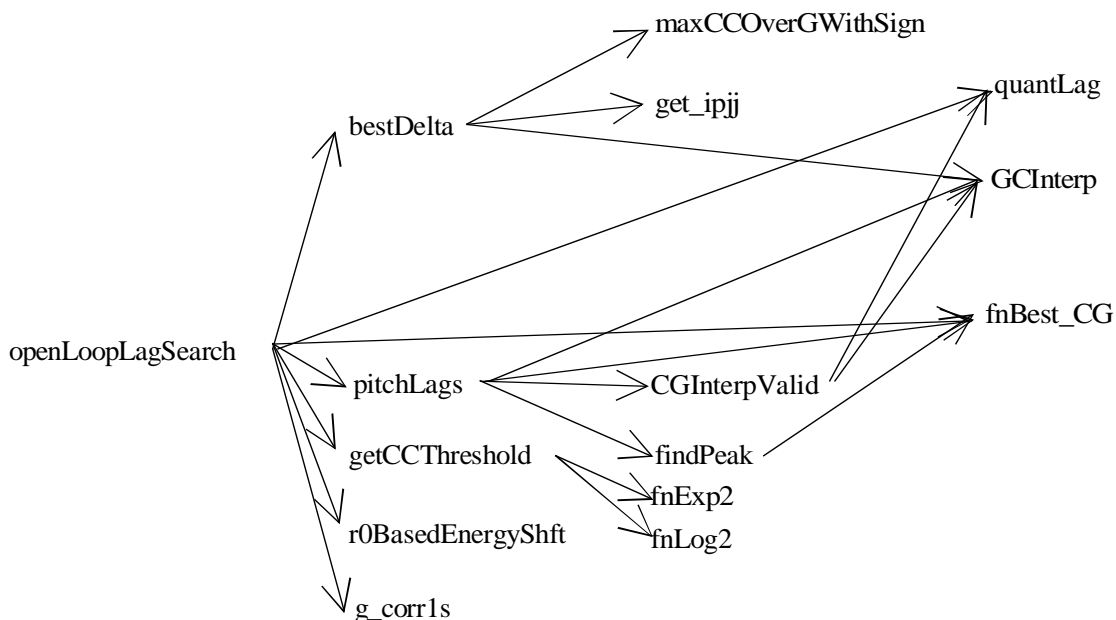 maxCCOverGWithSign
quantLag
get_ipjj
bestDelta
GCInterp
fnBest_CG
openLoopLagSearch
pitchLags
CGInterpValid
getCCThreshold
findPeak
fnExp2
r0BasedEnergyShft
fnLog2
g_corr1s